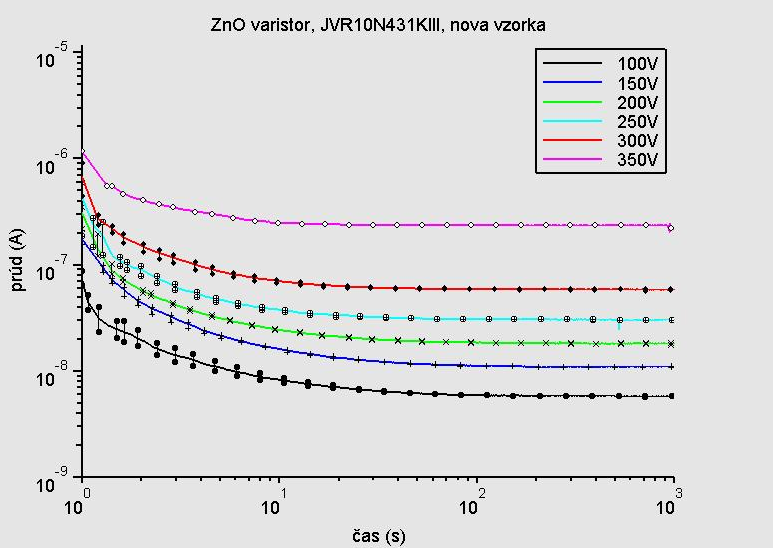 ZnO varistor, JVR10N431KIII, nova vzorka
100V
150V
200V
250V
300V
350V
10^-5
10^-6
10^-7
10^-8
10^-9
prúd (A)
10^0 10^1 10^2 10^3
čas (s)